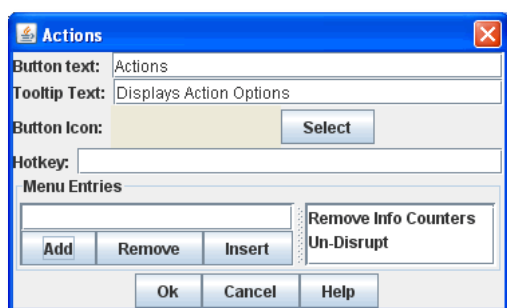 Actions
Button text: Actions
Tooltip Text: Displays Action Options
Button Icon: Select
Hotkey:
Menu Entries
Remove Info Counters
Un-Disrupt
Add Remove Insert
Ok Cancel Help